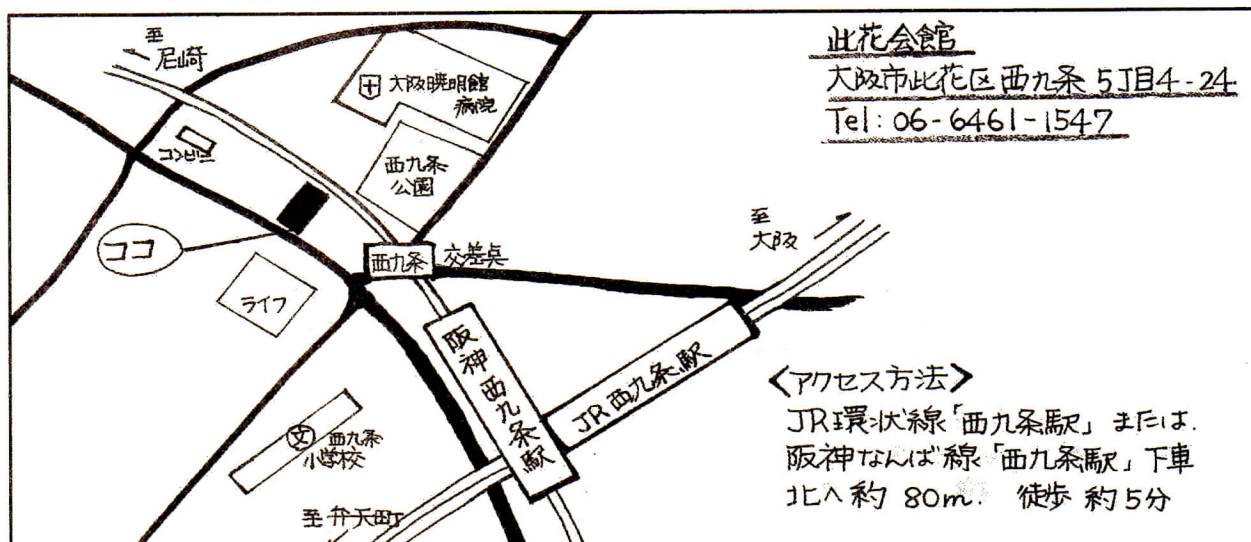 此花会館
大阪市此花区西九条5丁目4-24
Tel:06-6461-1547
至
尼崎
大阪暁明館
病院
コンビニ
西九条
公園
ココ
西九条
交差点
至
大阪
ライフ
阪神西九条駅
JR西九条駅
文
西九条
小学校
至弁天町
<アクセス方法>
JR環状線「西九条駅」または.
阪神なんば線「西九条駅」下車
北へ約80m. 徒歩約5分